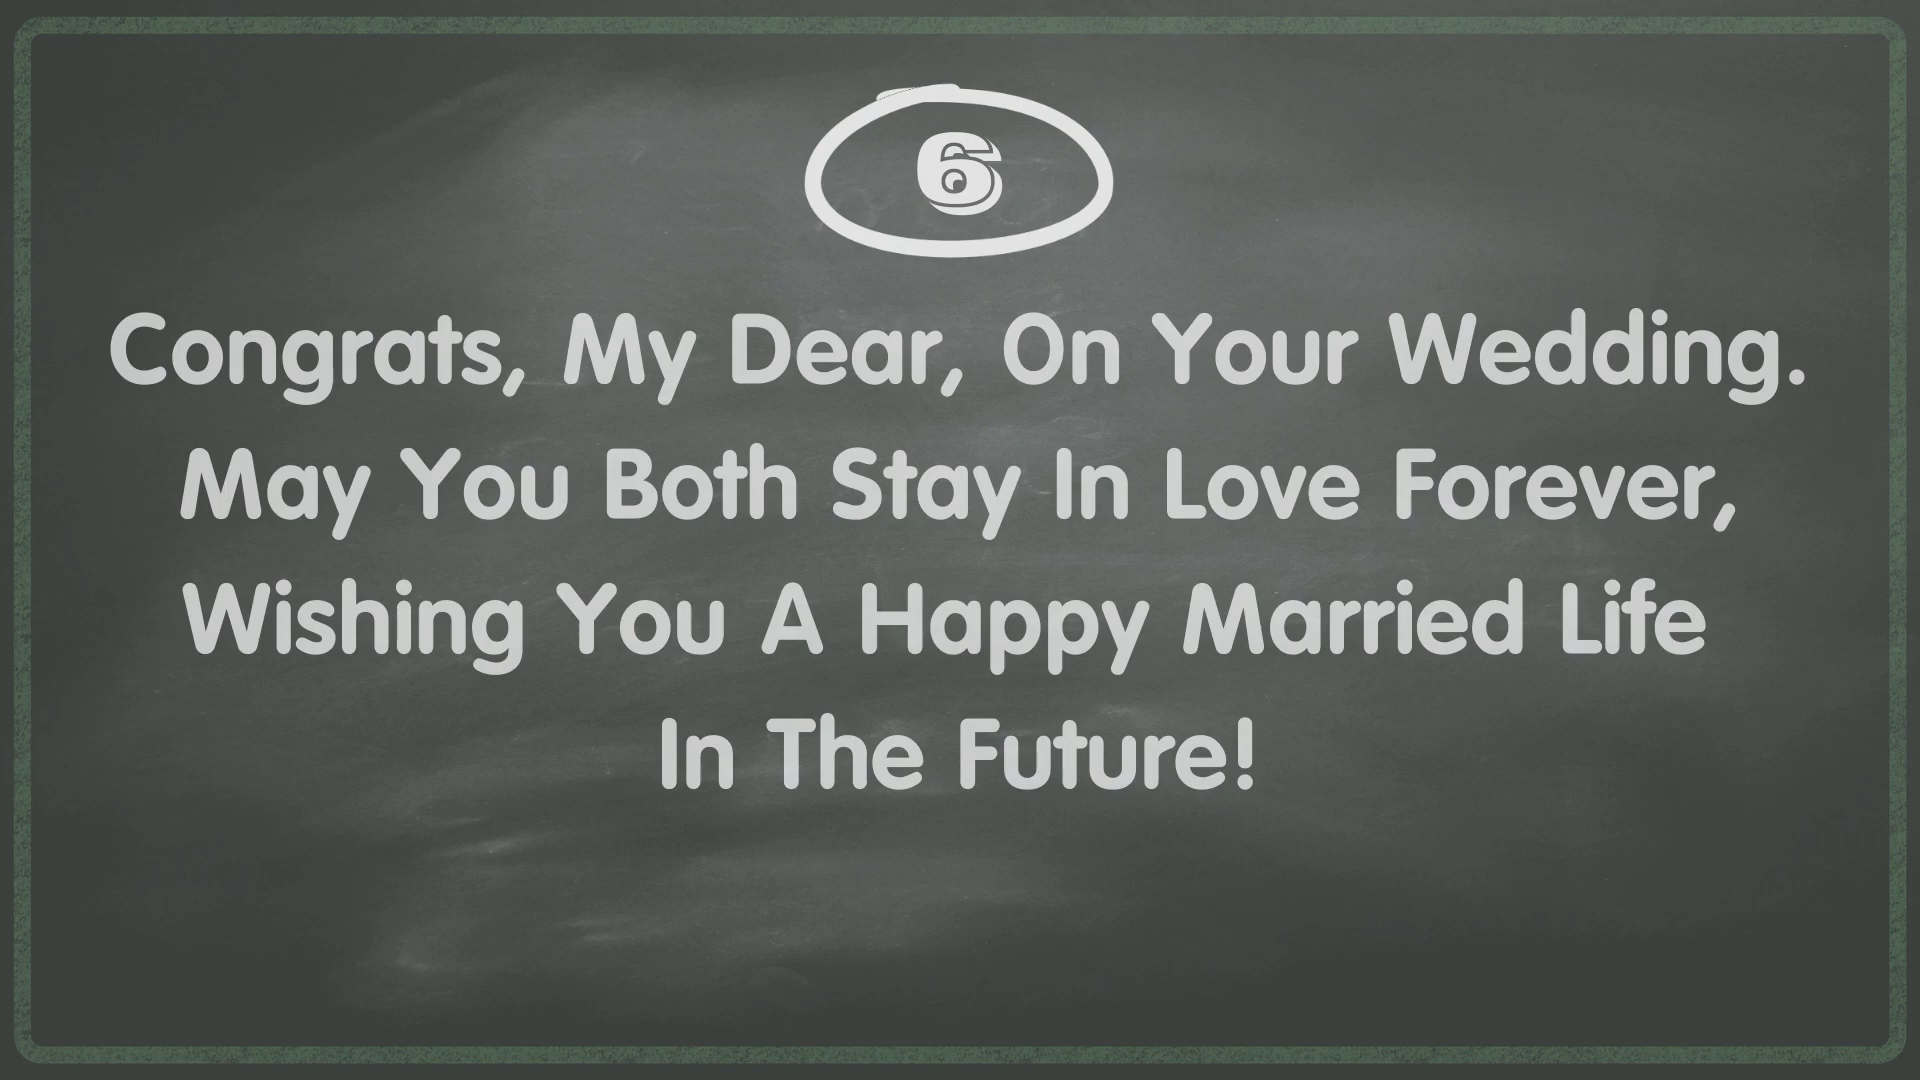 6
Congrats, My Dear, On Your Wedding.
May You Both Stay In Love Forever,
Wishing You A Happy Married Life
In The Future!